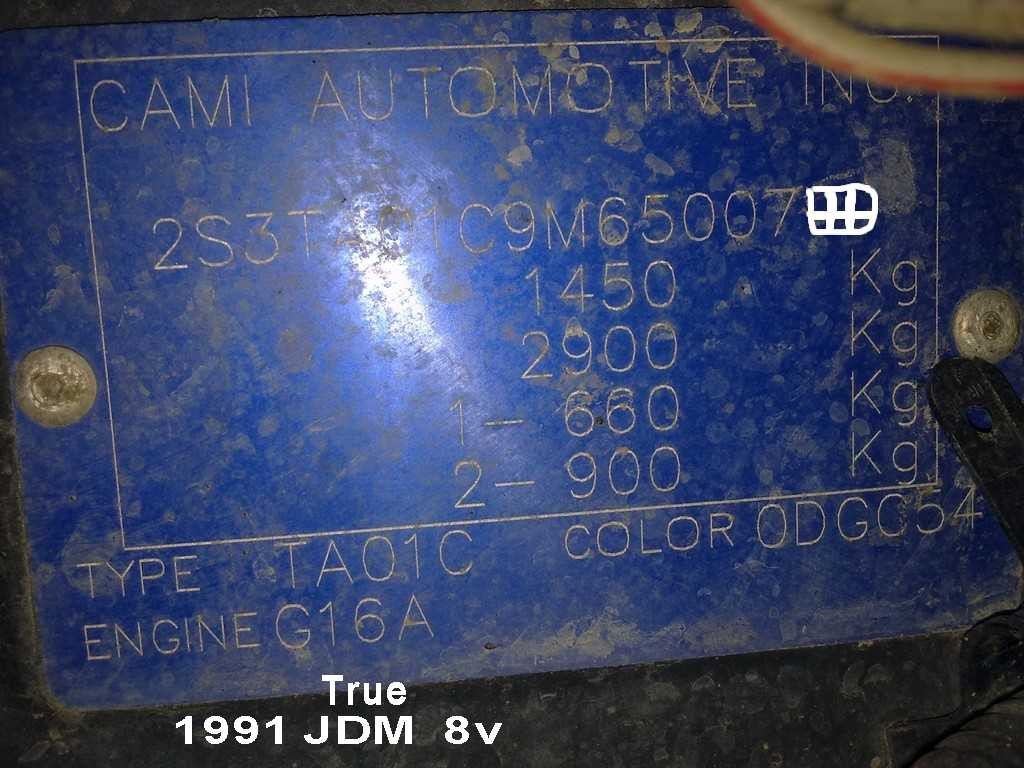 CAMI AUTOMOTIVE INC.
1450 Kg
2900 Kg
1- 660 Kg
2- 900 Kg
TYPE TA01C COLOR 0DGC54
ENGINE G16A
True
1991 JDM 8v